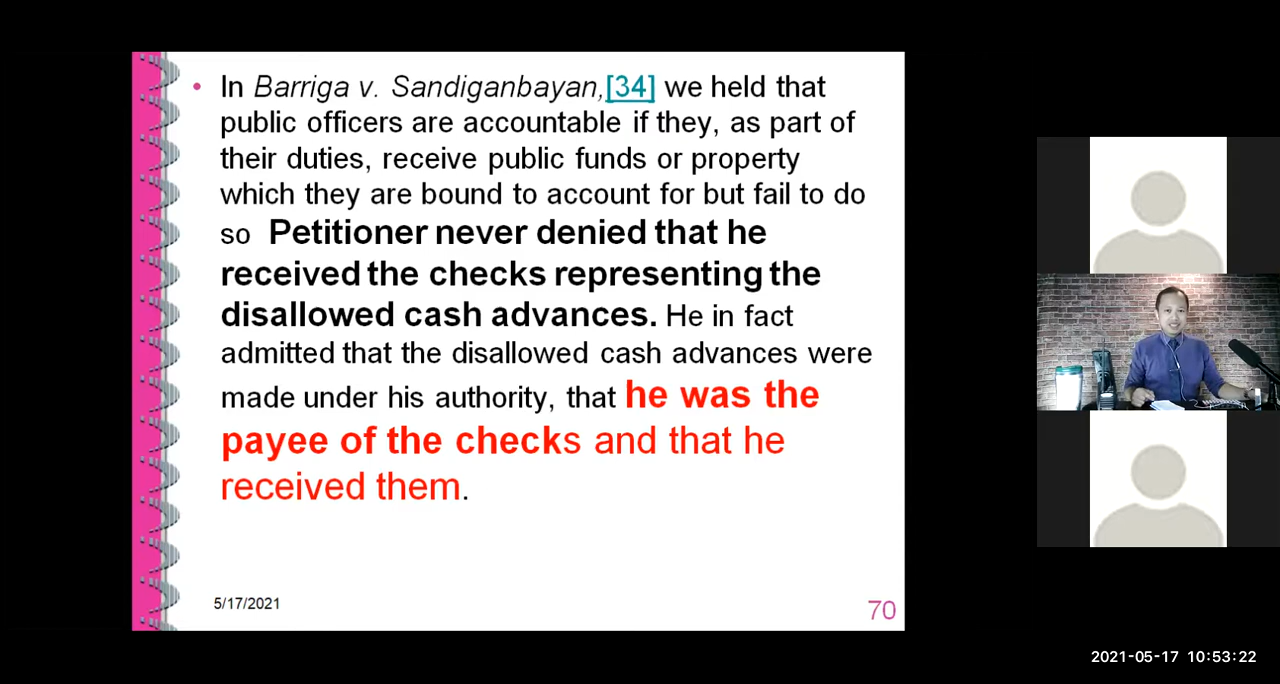 • In Barriga v. Sandiganbayan,[34] we held that
public officers are accountable if they, as part of
their duties, receive public funds or property
which they are bound to account for but fail to do
so Petitioner never denied that he
received the checks representing the
disallowed cash advances. He in fact
admitted that the disallowed cash advances were
made under his authority, that he was the
payee of the checks and that he
received them.
5/17/2021
70
2021-05-17 10:53:22